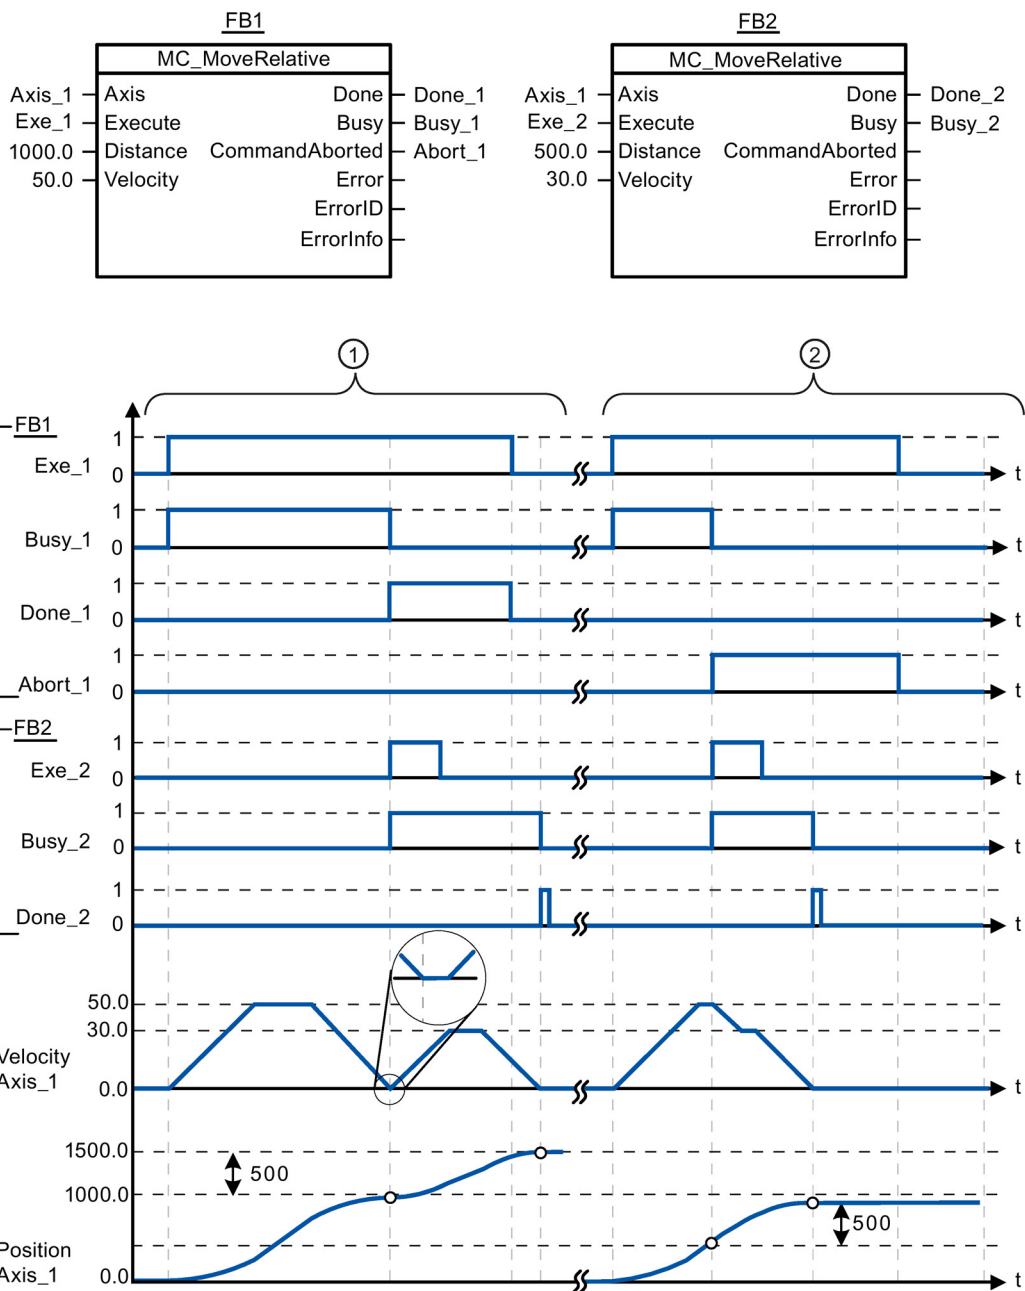 FB1
FB2
MC_MoveRelative
MC_MoveRelative
Axis_1 Axis Done Done_1
Axis_1 Axis Done Done_2
Exe_1 Execute Busy Busy_1
Exe_2 Execute Busy Busy_2
1000.0 Distance CommandAborted Abort_1
500.0 Distance CommandAborted
50.0 Velocity Error
30.0 Velocity Error
ErrorID
ErrorID
ErrorInfo
ErrorInfo
1
2
FB1
1
Exe_1
0
t
1
Busy_1
0
t
1
Done_1
0
t
1
Abort_1
0
t
FB2
1
Exe_2
0
t
1
Busy_2
0
t
1
Done_2
0
t
50.0
30.0
Velocity
Axis_1
0.0
t
1500.0
500
1000.0
500
Position
Axis_1
0.0
t